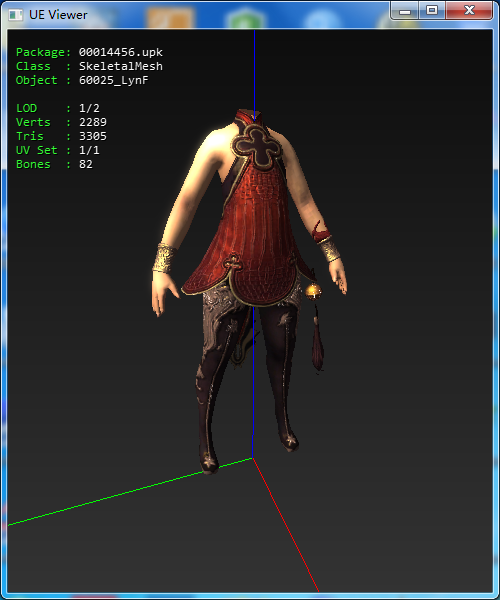 UE Viewer
Package: 00014456.upk
Class  : SkeletalMesh
Object : 60025_LynF
LOD    : 1/2
Verts  : 2289
Tris   : 3305
UV Set : 1/1
Bones  : 82